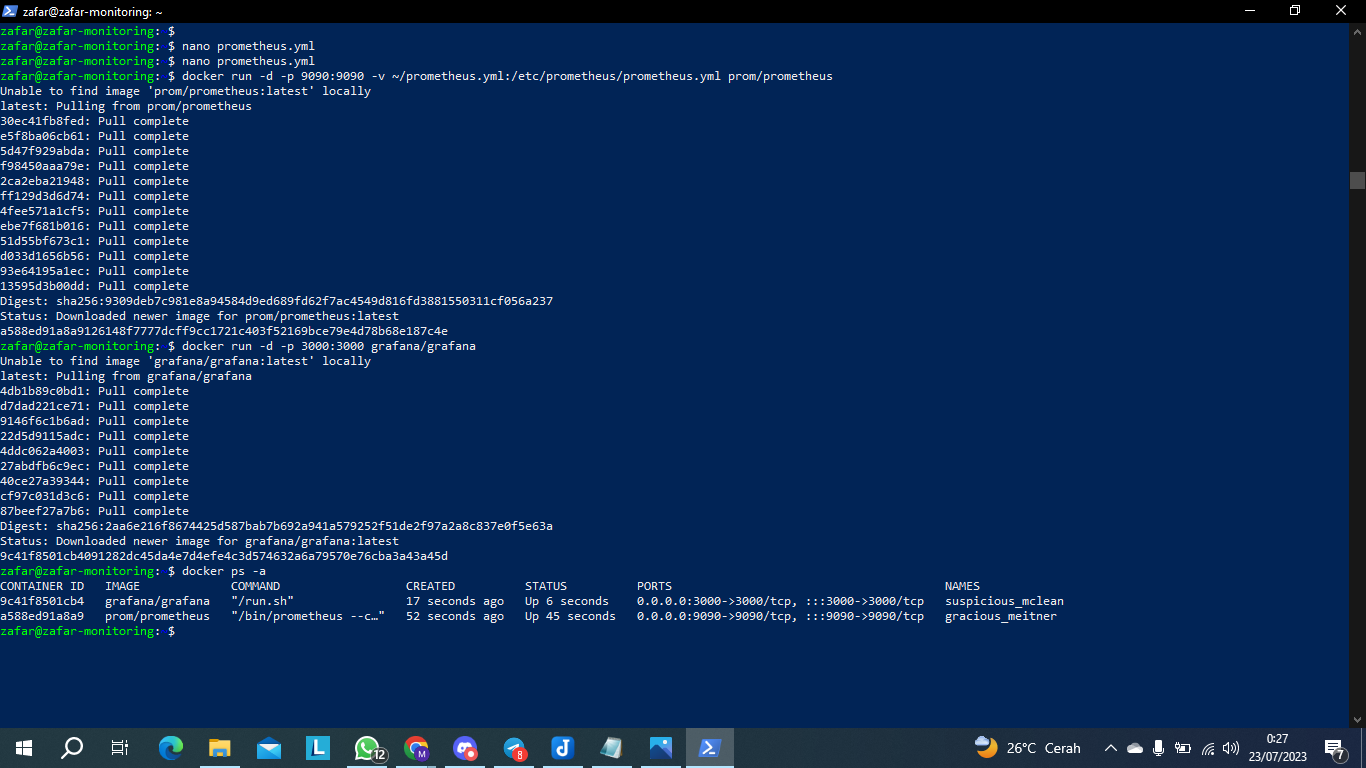 zafar@zafar-monitoring: ~
zafar@zafar-monitoring:~$
zafar@zafar-monitoring:~$ nano prometheus.yml
zafar@zafar-monitoring:~$ nano prometheus.yml
zafar@zafar-monitoring:~$ docker run -d -p 9090:9090 -v ~/prometheus.yml:/etc/prometheus/prometheus.yml prom/prometheus
Unable to find image 'prom/prometheus:latest' locally
latest: Pulling from prom/prometheus
30ec41fb8fed: Pull complete
e5f8ba06cb61: Pull complete
5d47f929abda: Pull complete
f98450aaa79e: Pull complete
2ca2eba21948: Pull complete
ff129d3d6d74: Pull complete
4fee571a1cf5: Pull complete
ebe7f681b016: Pull complete
51d55bf673c1: Pull complete
d033d1656b56: Pull complete
93e64195a1ec: Pull complete
13595d3b00dd: Pull complete
Digest: sha256:9309deb7c981e8a94584d9ed689fd62f7ac4549d816fd3881550311cf056a237
Status: Downloaded newer image for prom/prometheus:latest
a588ed91a8a9126148f7777dcff9cc1721c403f52169bce79e4d78b68e187c4e
zafar@zafar-monitoring:~$ docker run -d -p 3000:3000 grafana/grafana
Unable to find image 'grafana/grafana:latest' locally
latest: Pulling from grafana/grafana
4db1b89c0bd1: Pull complete
d7dad221ce71: Pull complete
9146f6c1b6ad: Pull complete
22d5d9115adc: Pull complete
4ddc062a4003: Pull complete
27abdfb6c9ec: Pull complete
40ce27a39344: Pull complete
cf97c031d3c6: Pull complete
87beef27a7b6: Pull complete
Digest: sha256:2aa6e216f8674425d587bab7b692a941a579252f51de2f97a2a8c837e0f5e63a
Status: Downloaded newer image for grafana/grafana:latest
9c41f8501cb4091282dc45da4e7d4efe4c3d574632a6a79570e76cba3a43a45d
zafar@zafar-monitoring:~$ docker ps -a
CONTAINER ID IMAGE COMMAND CREATED STATUS PORTS NAMES
9c41f8501cb4 grafana/grafana "/run.sh" 17 seconds ago Up 6 seconds 0.0.0.0:3000->3000/tcp, :::3000->3000/tcp suspicious_mclean
a588ed91a8a9 prom/prometheus "/bin/prometheus --c…" 52 seconds ago Up 45 seconds 0.0.0.0:9090->9090/tcp, :::9090->9090/tcp gracious_meitner
zafar@zafar-monitoring:~$
L 12 M 8 26°C Cerah 0:27
23/07/2023 7